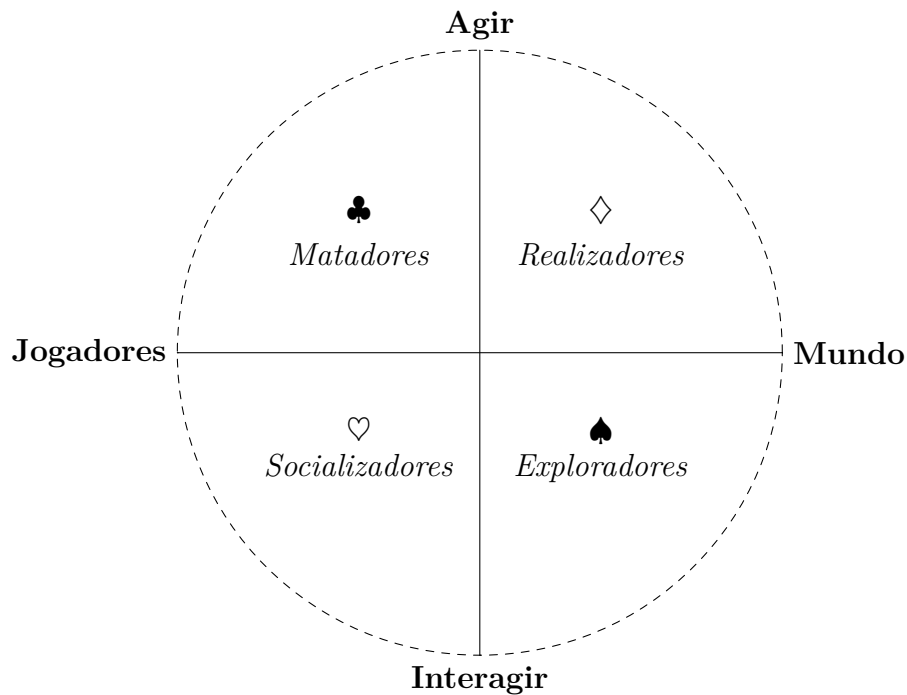 Agir
♣ ♢
Matadores Realizadores
Jogadores Mundo
♡ ♠
Socializadores Exploradores
Interagir